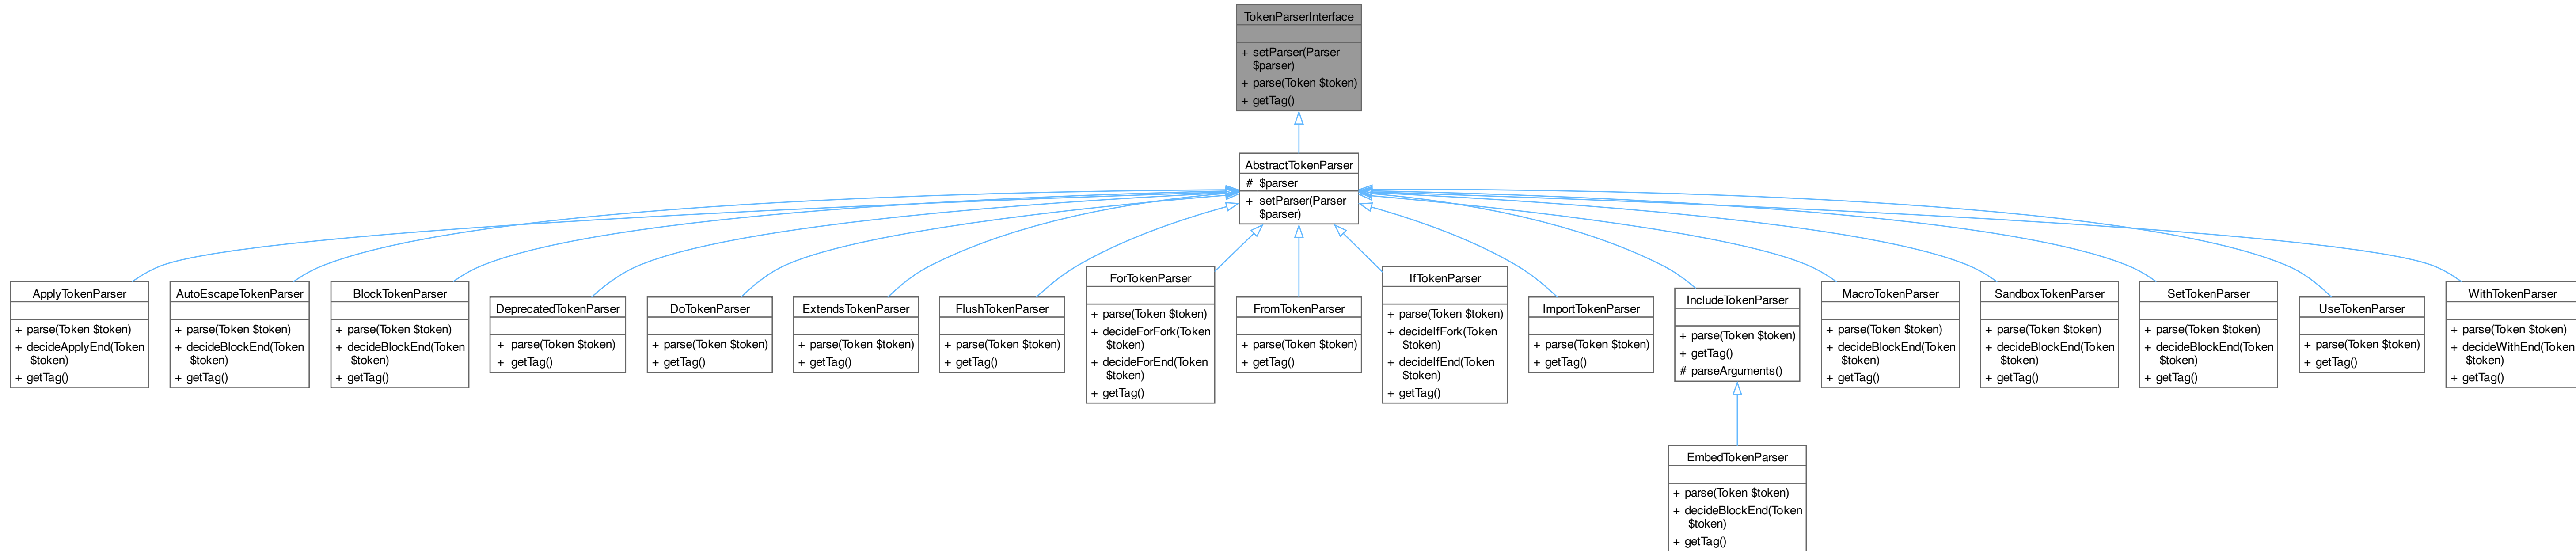 TokenParserInterface
+ setParser(Parser
$parser)
+ parse(Token $token)
+ getTag()
AbstractTokenParser
# $parser
+ setParser(Parser
$parser)
ApplyTokenParser
+ parse(Token $token)
+ decideApplyEnd(Token
$token)
+ getTag()
AutoEscapeTokenParser
+ parse(Token $token)
+ decideBlockEnd(Token
$token)
+ getTag()
BlockTokenParser
+ parse(Token $token)
+ decideBlockEnd(Token
$token)
+ getTag()
DeprecatedTokenParser
+ parse(Token $token)
+ getTag()
DoTokenParser
+ parse(Token $token)
+ getTag()
ExtendsTokenParser
+ parse(Token $token)
+ getTag()
FlushTokenParser
+ parse(Token $token)
+ getTag()
ForTokenParser
+ parse(Token $token)
+ decideForFork(Token
$token)
+ decideForEnd(Token
$token)
+ getTag()
FromTokenParser
+ parse(Token $token)
+ getTag()
IfTokenParser
+ parse(Token $token)
+ decideIfFork(Token
$token)
+ decideIfEnd(Token
$token)
+ getTag()
ImportTokenParser
+ parse(Token $token)
+ getTag()
IncludeTokenParser
+ parse(Token $token)
+ getTag()
# parseArguments()
MacroTokenParser
+ parse(Token $token)
+ decideBlockEnd(Token
$token)
+ getTag()
SandboxTokenParser
+ parse(Token $token)
+ decideBlockEnd(Token
$token)
+ getTag()
SetTokenParser
+ parse(Token $token)
+ decideBlockEnd(Token
$token)
+ getTag()
UseTokenParser
+ parse(Token $token)
+ getTag()
WithTokenParser
+ parse(Token $token)
+ decideWithEnd(Token
$token)
+ getTag()
EmbedTokenParser
+ parse(Token $token)
+ decideBlockEnd(Token
$token)
+ getTag()